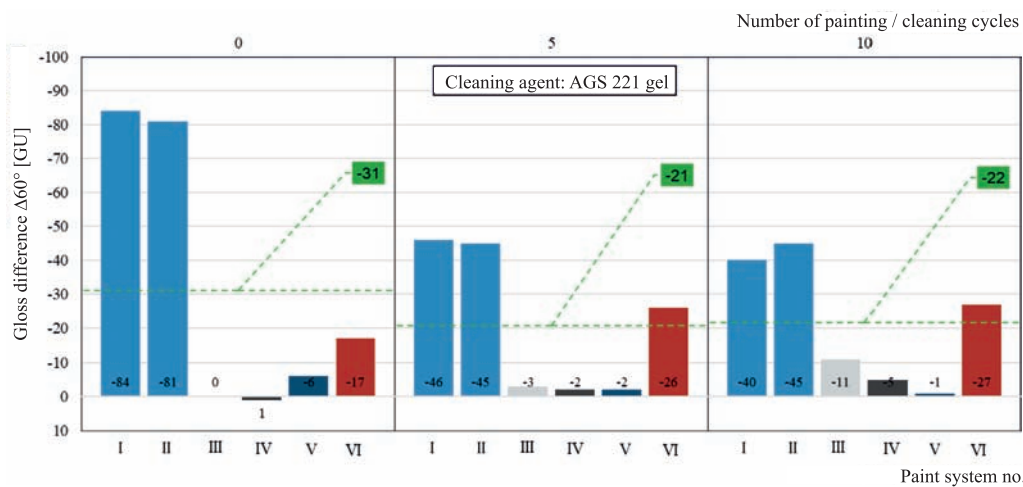 Number of painting / cleaning cycles
0 5 10
Cleaning agent: AGS 221 gel
Gloss difference Δ60° [GU]
-100
-90
-80
-70
-60
-50
-40
-30
-20
-10
0
10
-31 -21 -22
-84 -81 0 1 -6 -17
-46 -45 -3 -2 -2 -26
-40 -45 -11 -5 -1 -27
I II III IV V VI I II III IV V VI I II III IV V VI
Paint system no